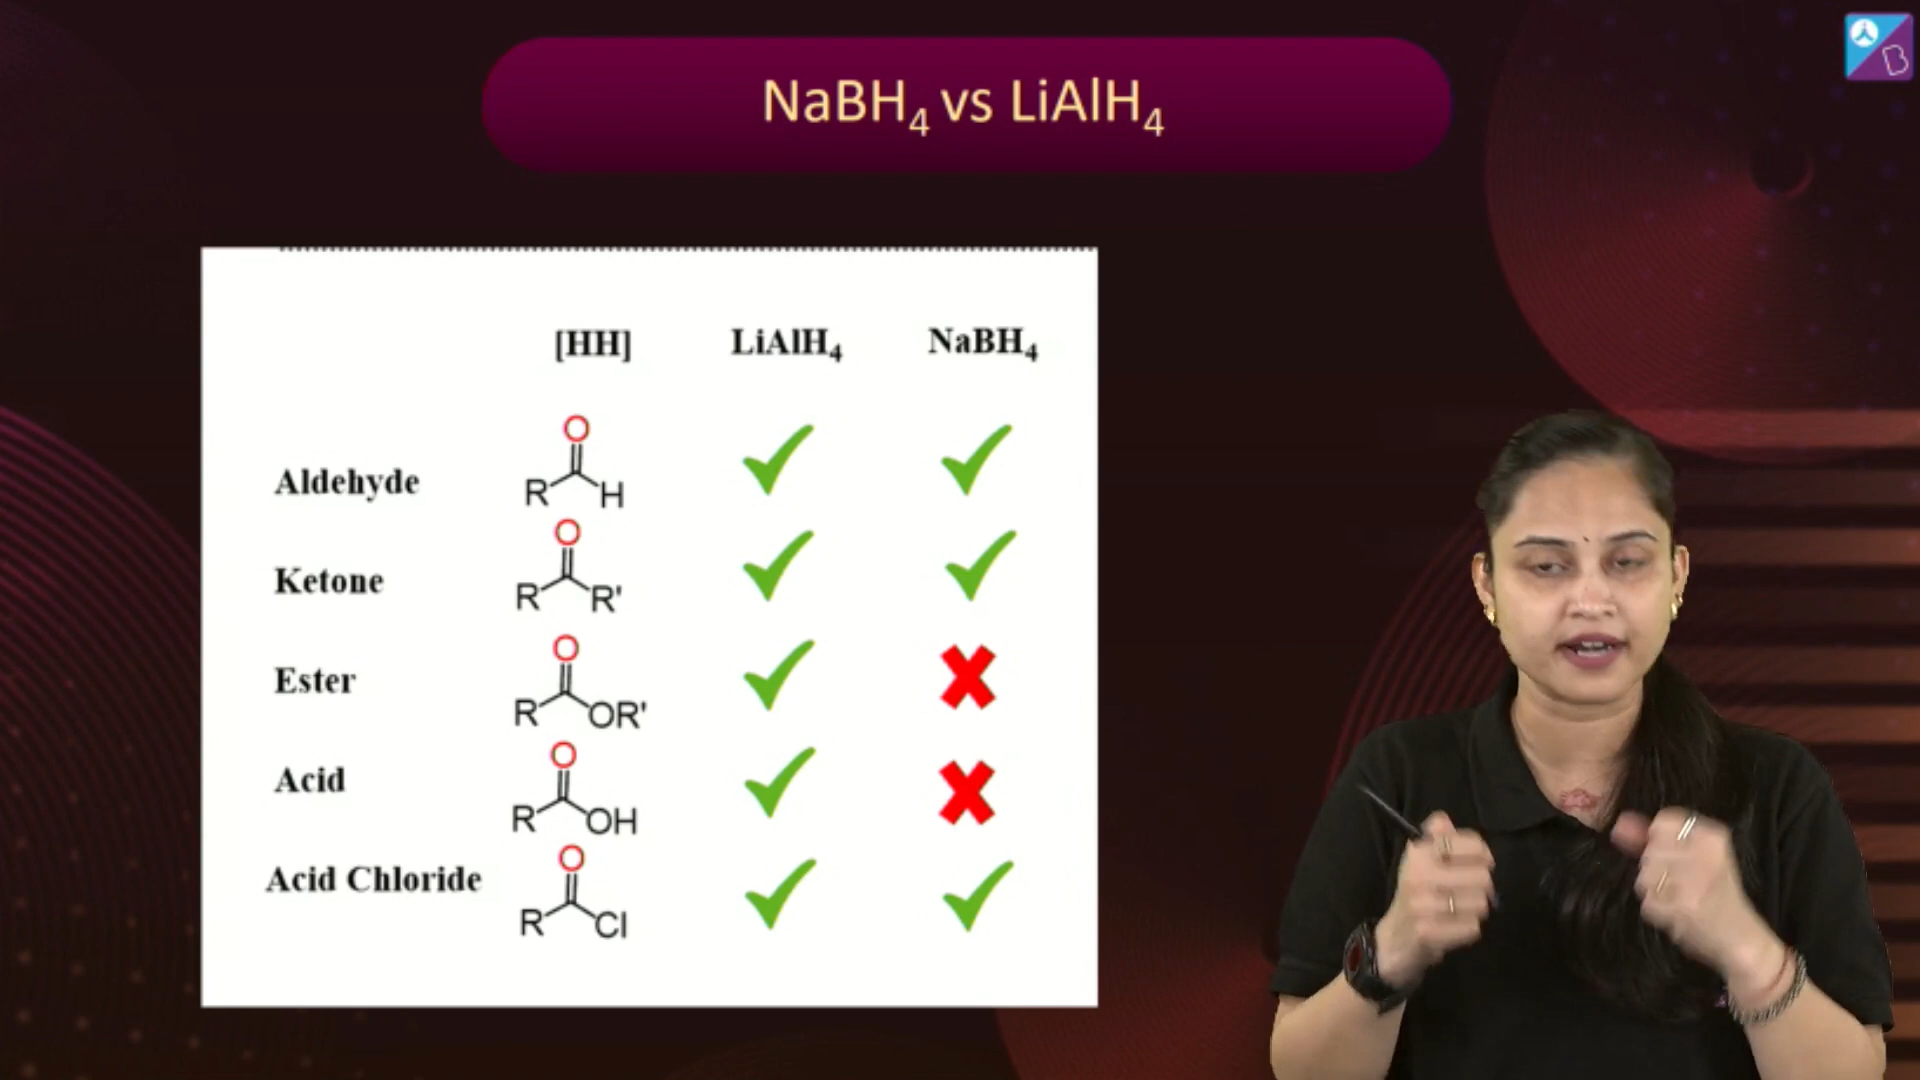 NaBH₄ vs LiAlH₄
[HH] LiAlH₄ NaBH₄
Aldehyde O R H
Ketone O R R'
Ester O R OR'
Acid O R OH
Acid Chloride O R Cl
B